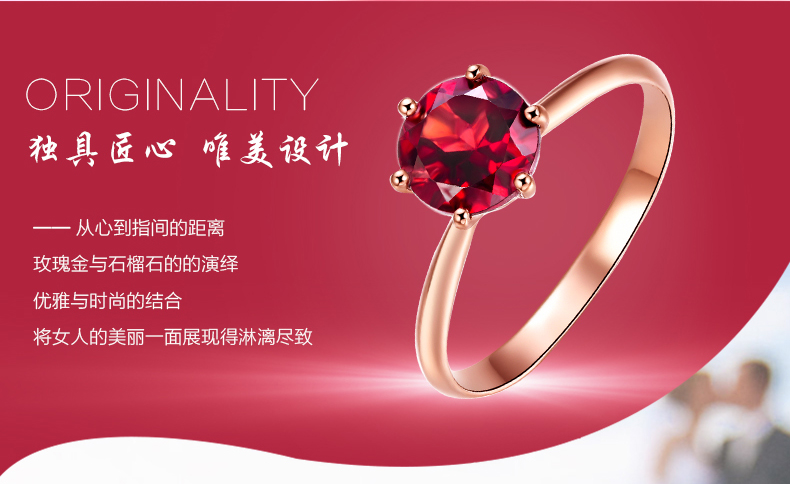 ORIGINALITY
独具匠心 唯美设计
—— 从心到指间的距离
玫瑰金与石榴石的的演绎
优雅与时尚的结合
将女人的美丽一面展现得淋漓尽致